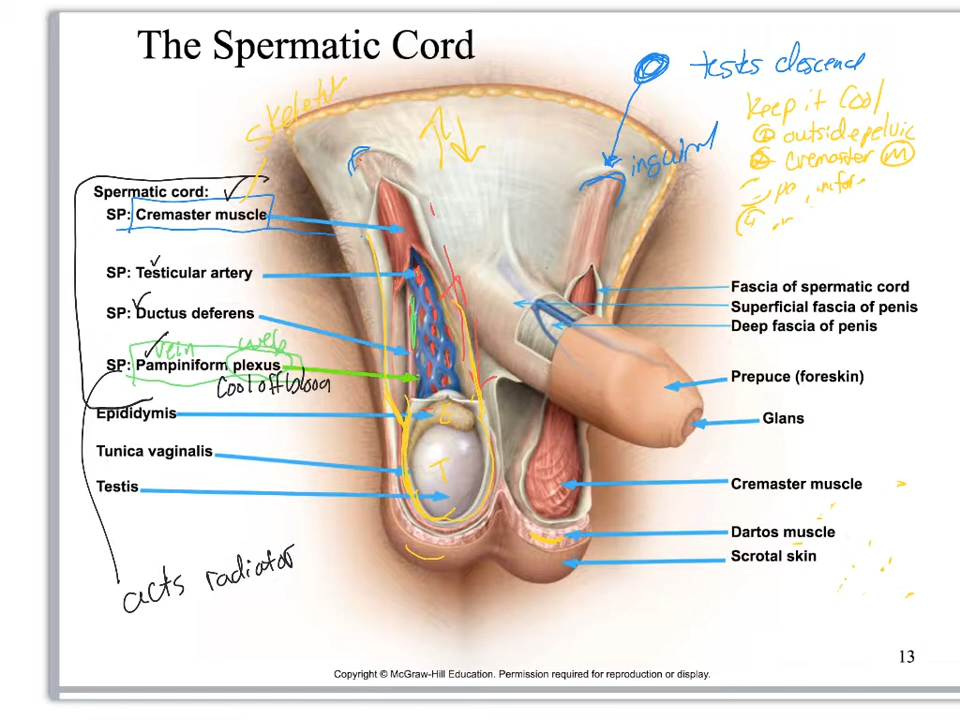 The Spermatic Cord
tests descend
skeletal
keep it cool
① outside pelvic
inguinal
② cremaster m
Spermatic cord:
SP: Cremaster muscle
SP: Testicular artery
SP: Ductus deferens
vein web
SP: Pampiniform plexus
cool off blood
Epididymis
Tunica vaginalis
Testis
E
T
acts radiator
Fascia of spermatic cord
Superficial fascia of penis
Deep fascia of penis
Prepuce (foreskin)
Glans
Cremaster muscle
Dartos muscle
Scrotal skin
13
Copyright © McGraw-Hill Education. Permission required for reproduction or display.